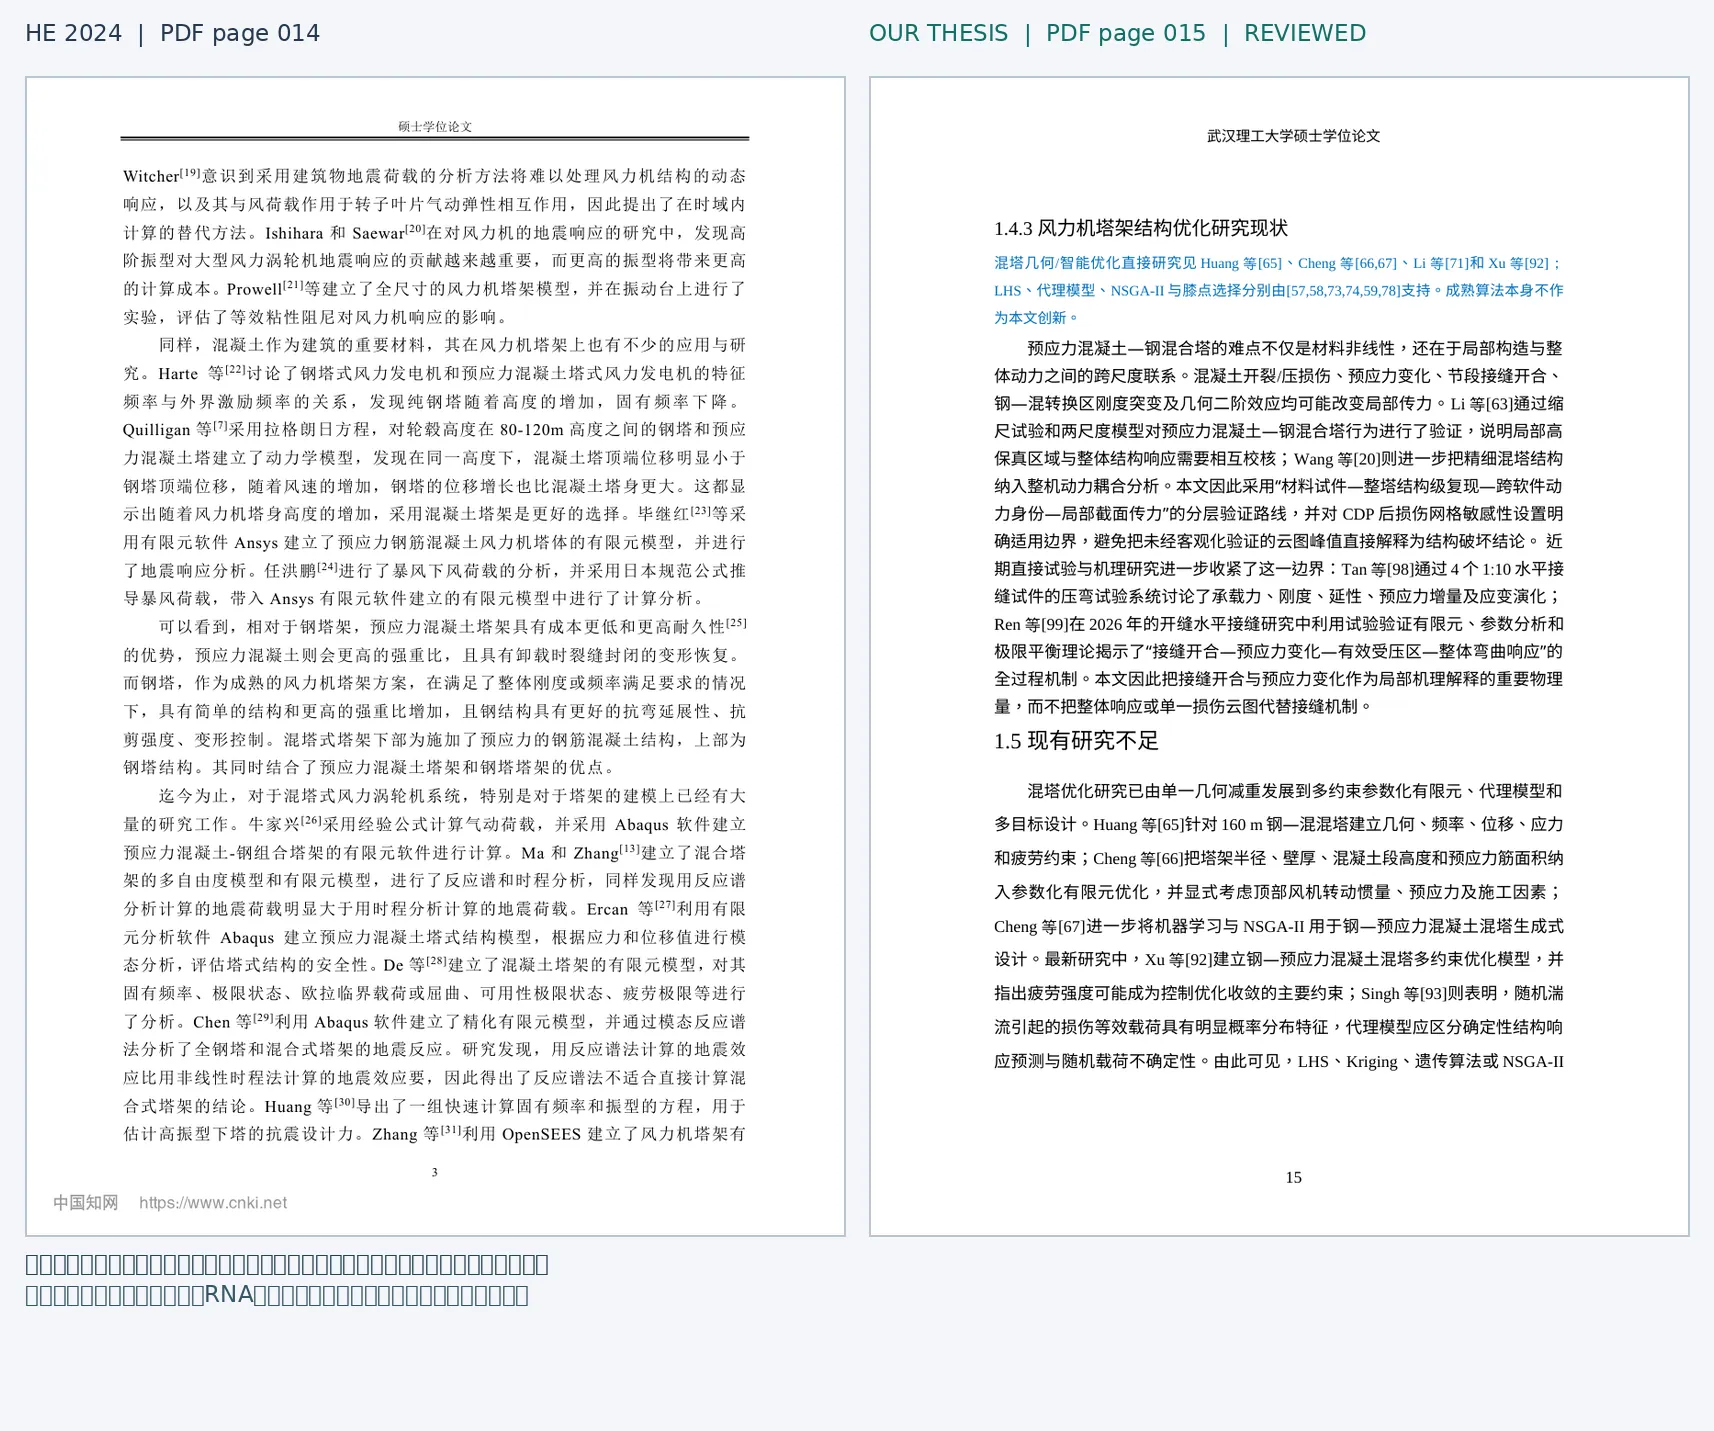 HE 2024 | PDF page 014
硕士学位论文
Witcher[19]意识到采用建筑物地震荷载的分析方法将难以处理风力机结构的动态
响应，以及其与风荷载作用于转子叶片气动弹性相互作用，因此提出了在时域内
计算的替代方法。Ishihara 和 Saewar[20]在对风力机的地震响应的研究中，发现高
阶振型对大型风力涡轮机地震响应的贡献越来越重要，而更高的振型将带来更高
的计算成本。Prowell[21]等建立了全尺寸的风力机塔架模型，并在振动台上进行了
实验，评估了等效粘性阻尼对风力机响应的影响。
同样，混凝土作为建筑的重要材料，其在风力机塔架上也有不少的应用与研
究。Harte 等[22]讨论了钢塔式风力发电机和预应力混凝土塔式风力发电机的特征
频率与外界激励频率的关系，发现纯钢塔随着高度的增加，固有频率下降。
Quilligan 等[7]采用拉格朗日方程，对轮毂高度在 80-120m 高度之间的钢塔和预应
力混凝土塔建立了动力学模型，发现在同一高度下，混凝土塔顶端位移明显小于
钢塔顶端位移，随着风速的增加，钢塔的位移增长也比混凝土塔身更大。这都显
示出随着风力机塔身高度的增加，采用混凝土塔架是更好的选择。毕继红[23]等采
用有限元软件 Ansys 建立了预应力钢筋混凝土风力机塔体的有限元模型，并进行
了地震响应分析。任洪鹏[24]进行了暴风下风荷载的分析，并采用日本规范公式推
导暴风荷载，带入 Ansys 有限元软件建立的有限元模型中进行了计算分析。
可以看到，相对于钢塔架，预应力混凝土塔架具有成本更低和更高耐久性[25]
的优势，预应力混凝土则会更高的强重比，且具有卸载时裂缝封闭的变形恢复。
而钢塔，作为成熟的风力机塔架方案，在满足了整体刚度或频率满足要求的情况
下，具有简单的结构和更高的强重比增加，且钢结构具有更好的抗弯延展性、抗
剪强度、变形控制。混塔式塔架下部为施加了预应力的钢筋混凝土结构，上部为
钢塔结构。其同时结合了预应力混凝土塔架和钢塔塔架的优点。
迄今为止，对于混塔式风力涡轮机系统，特别是对于塔架的建模上已经有大
量的研究工作。牛家兴[26]采用经验公式计算气动荷载，并采用 Abaqus 软件建立
预应力混凝土-钢组合塔架的有限元软件进行计算。Ma 和 Zhang[13]建立了混合塔
架的多自由度模型和有限元模型，进行了反应谱和时程分析，同样发现用反应谱
分析计算的地震荷载明显大于用时程分析计算的地震荷载。Ercan 等[27]利用有限
元分析软件 Abaqus 建立预应力混凝土塔式结构模型，根据应力和位移值进行模
态分析，评估塔式结构的安全性。De 等[28]建立了混凝土塔架的有限元模型，对其
固有频率、极限状态、欧拉临界载荷或屈曲、可用性极限状态、疲劳极限等进行
了分析。Chen 等[29]利用 Abaqus 软件建立了精化有限元模型，并通过模态反应谱
法分析了全钢塔和混合式塔架的地震反应。研究发现，用反应谱法计算的地震效
应比用非线性时程法计算的地震效应要，因此得出了反应谱法不适合直接计算混
合式塔架的结论。Huang 等[30]导出了一组快速计算固有频率和振型的方程，用于
估计高振型下塔的抗震设计力。Zhang 等[31]利用 OpenSEES 建立了风力机塔架有
3
中国知网 https://www.cnki.net
OUR THESIS | PDF page 015 | REVIEWED
武汉理工大学硕士学位论文
1.4.3 风力机塔架结构优化研究现状
混塔几何/智能优化直接研究见 Huang 等[65]、Cheng 等[66,67]、Li 等[71]和 Xu 等[92]；
LHS、代理模型、NSGA-II 与膝点选择分别由[57,58,73,74,59,78]支持。成熟算法本身不作
为本文创新。
预应力混凝土—钢混合塔的难点不仅是材料非线性，还在于局部构造与整
体动力之间的跨尺度联系。混凝土开裂/压损伤、预应力变化、节段接缝开合、
钢—混转换区刚度突变及几何二阶效应均可能改变局部传力。Li 等[63]通过缩
尺试验和两尺度模型对预应力混凝土—钢混合塔行为进行了验证，说明局部高
保真区域与整体结构响应需要相互校核；Wang 等[20]则进一步把精细混塔结构
纳入整机动力耦合分析。本文因此采用“材料试件—整塔结构级复现—跨软件动
力身份—局部截面传力”的分层验证路线，并对 CDP 后损伤网格敏感性设置明
确适用边界，避免把未经客观化验证的云图峰值直接解释为结构破坏结论。 近
期直接试验与机理研究进一步收紧了这一边界：Tan 等[98]通过 4 个 1:10 水平接
缝试件的压弯试验系统讨论了承载力、刚度、延性、预应力增量及应变演化；
Ren 等[99]在 2026 年的开缝水平接缝研究中利用试验验证有限元、参数分析和
极限平衡理论揭示了“接缝开合—预应力变化—有效受压区—整体弯曲响应”的
全过程机制。本文因此把接缝开合与预应力变化作为局部机理解释的重要物理
量，而不把整体响应或单一损伤云图代替接缝机制。
1.5 现有研究不足
混塔优化研究已由单一几何减重发展到多约束参数化有限元、代理模型和
多目标设计。Huang 等[65]针对 160 m 钢—混混塔建立几何、频率、位移、应力
和疲劳约束；Cheng 等[66]把塔架半径、壁厚、混凝土段高度和预应力筋面积纳
入参数化有限元优化，并显式考虑顶部风机转动惯量、预应力及施工因素；
Cheng 等[67]进一步将机器学习与 NSGA-II 用于钢—预应力混凝土混塔生成式
设计。最新研究中，Xu 等[92]建立钢—预应力混凝土混塔多约束优化模型，并
指出疲劳强度可能成为控制优化收敛的主要约束；Singh 等[93]则表明，随机湍
流引起的损伤等效载荷具有明显概率分布特征，代理模型应区分确定性结构响
应预测与随机载荷不确定性。由此可见，LHS、Kriging、遗传算法或 NSGA-II
15
RNA